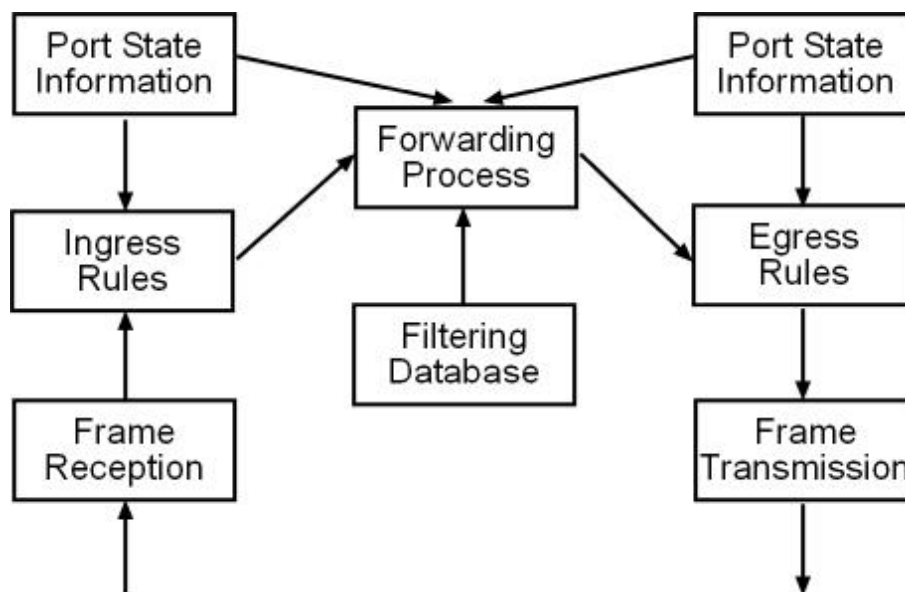 Port State
Information
Port State
Information
Forwarding
Process
Ingress
Rules
Egress
Rules
Filtering
Database
Frame
Reception
Frame
Transmission